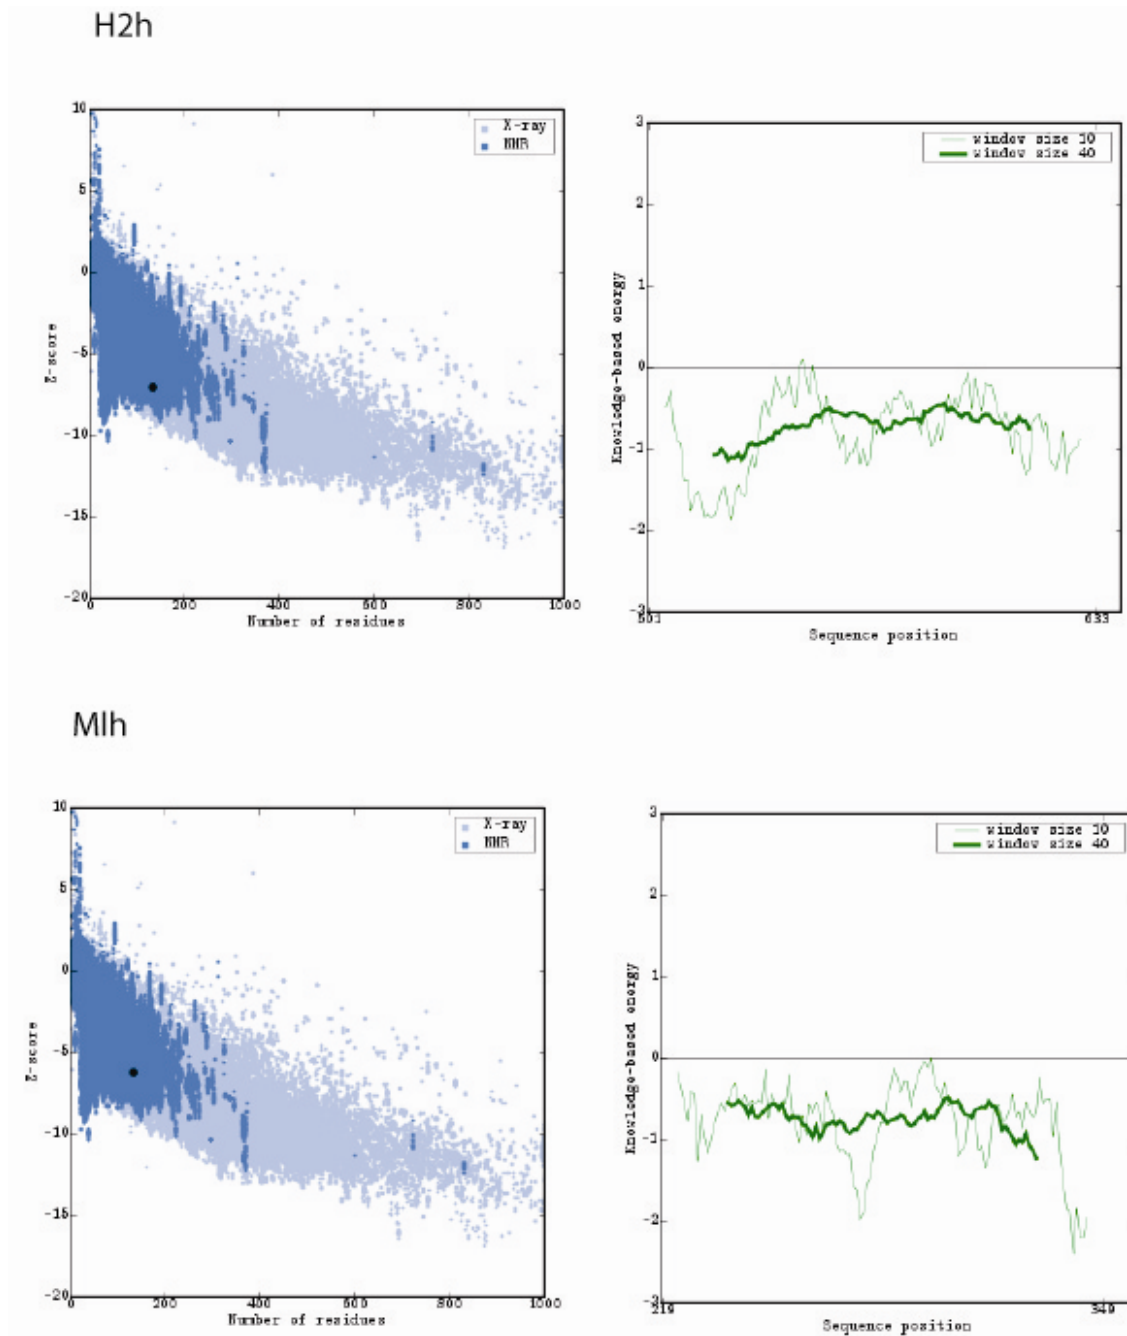 H2h
10
5
0
-5
-10
-15
-20
Z-score
X-ray
NMR
0 200 400 600 800 1000
Number of residues
3
2
1
0
-1
-2
-3
Knowledge-based energy
window size 10
window size 40
501 633
Sequence position
Mlh
10
5
0
-5
-10
-15
-20
Z-score
X-ray
NMR
0 200 400 600 800 1000
Number of residues
3
2
1
0
-1
-2
-3
Knowledge-based energy
window size 10
window size 40
219 349
Sequence position